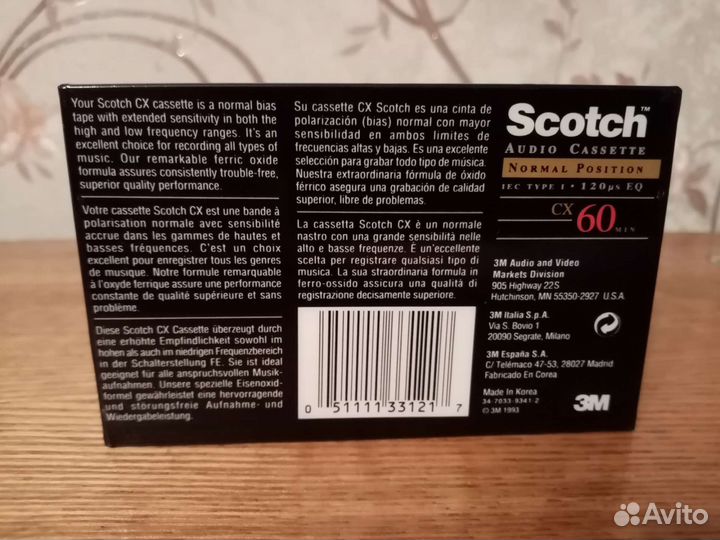 Your Scotch CX cassette is a normal bias
tape with extended sensitivity in both the
high and low frequency ranges. It's an
excellent choice for recording all types of
music. Our remarkable ferric oxide
formula assures consistently trouble-free,
superior quality performance.
Votre cassette Scotch CX est une bande à
polarisation normale avec sensibilité
accrue dans les gammes de hautes et
basses fréquences. C'est un choix
excellent pour enregistrer tous les genres
de musique. Notre formule remarquable
à l'oxyde ferrique assure une performance
constante de qualité supérieure et sans
problème.
Diese Scotch CX Cassette überzeugt durch
eine erhöhte Empfindlichkeit sowohl im
hohen als auch im niedrigen Frequenzbereich
in der Schalterstellung FE. Sie ist ideal
geeignet für alle anspruchsvollen Musik-
aufnahmen. Unsere spezielle Eisenoxid-
formel gewährleistet eine hervorragende
und störungsfreie Aufnahme- und
Wiedergabeleistung.
Su cassette CX Scotch es una cinta de
polarización (bias) normal con mayor
sensibilidad en ambos limites de
frecuencias altas y bajas. Es una excelente
selección para grabar todo tipo de música.
Nuestra extraordinaria fórmula de óxido
férrico asegura una grabación de calidad
superior, libre de problemas.
La cassetta Scotch CX è un normale
nastro con una grande sensibilità nelle
alto e basse frequenze. È un'eccellente
scelta per registrare qualsiasi tipo di
musica. La sua straordinaria formula in
ferro-ossido assicura una qualità di
registrazione decisamente superiore.
0 51111 33121 7
Scotch™
AUDIO CASSETTE
NORMAL POSITION
IEC TYPE I • 120µs EQ
CX 60 MIN
3M Audio and Video
Markets Division
905 Highway 22S
Hutchinson, MN 55350-2927 U.S.A.
3M Italia S.p.A.
Via S. Bovio 1
20090 Segrate, Milano
3M España S.A.
C/ Telémaco 47-53, 28027 Madrid
Fabricado En Corea
Made In Korea
34-7033-9341-2
© 3M 1993
3M
Avito